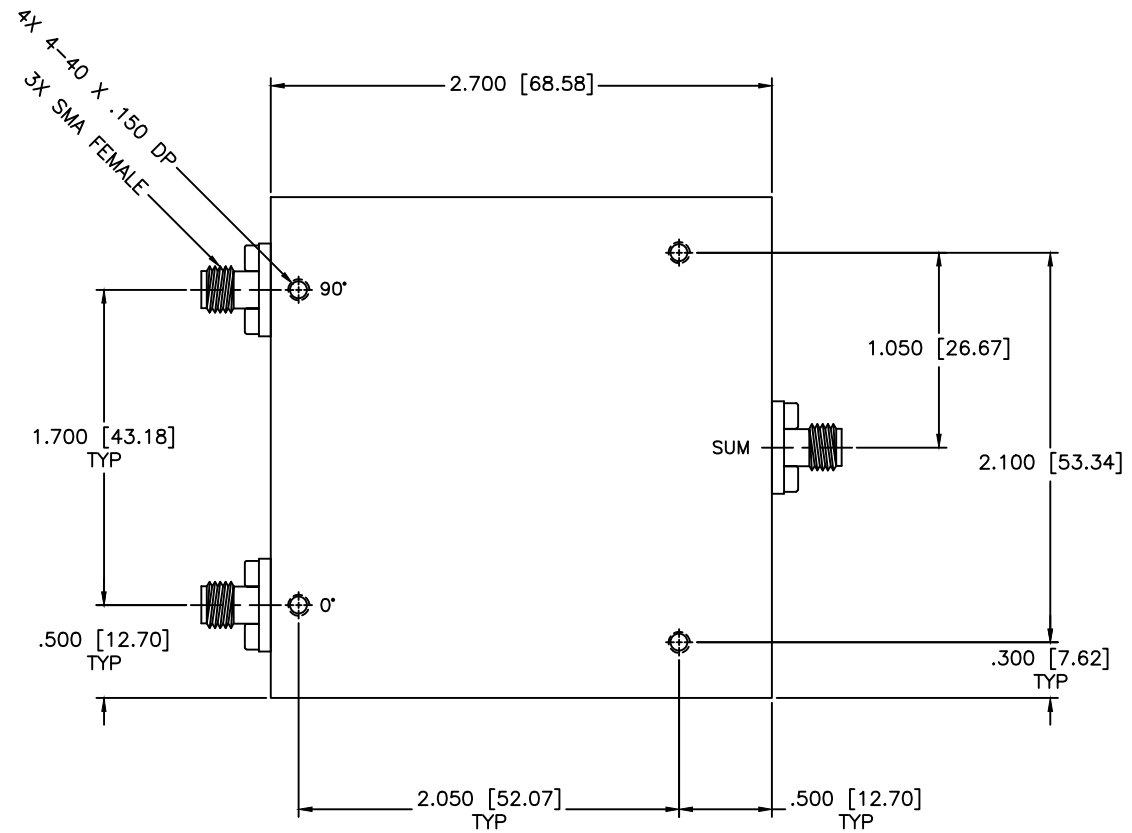 4X 4-40 X .150 DP
3X SMA FEMALE
2.700 [68.58]
90°
1.050 [26.67]
1.700 [43.18]
TYP
SUM
2.100 [53.34]
0°
.500 [12.70]
TYP
.300 [7.62]
TYP
2.050 [52.07]
TYP
.500 [12.70]
TYP